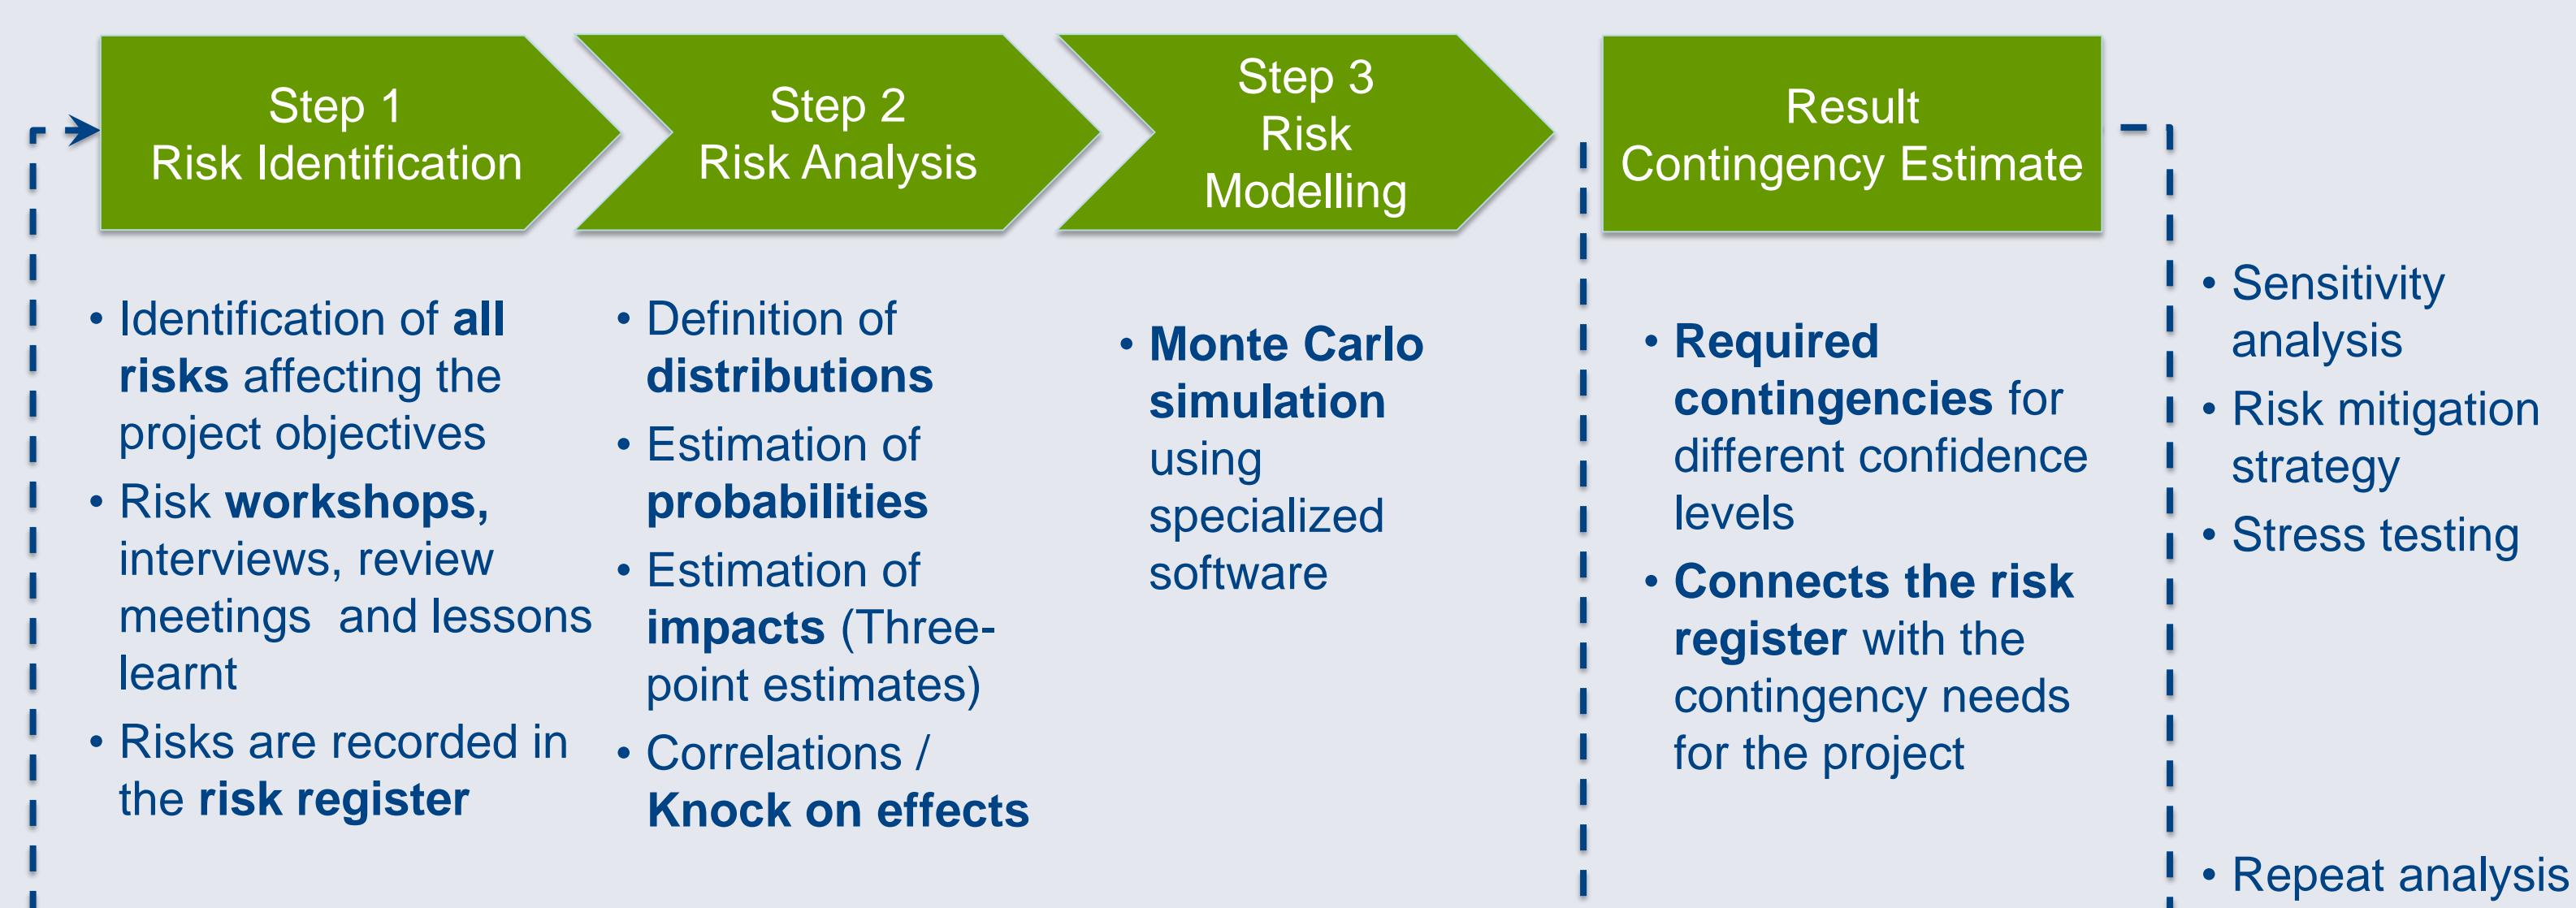 Step 1
Risk Identification
Step 2
Risk Analysis
Step 3
Risk
Modelling
Result
Contingency Estimate
• Identification of all
risks affecting the
project objectives
• Risk workshops,
interviews, review
meetings and lessons
learnt
• Risks are recorded in
the risk register
• Definition of
distributions
• Estimation of
probabilities
• Estimation of
impacts (Three-
point estimates)
• Correlations /
Knock on effects
• Monte Carlo
simulation
using
specialized
software
• Required
contingencies for
different confidence
levels
• Connects the risk
register with the
contingency needs
for the project
• Sensitivity
analysis
• Risk mitigation
strategy
• Stress testing
• Repeat analysis